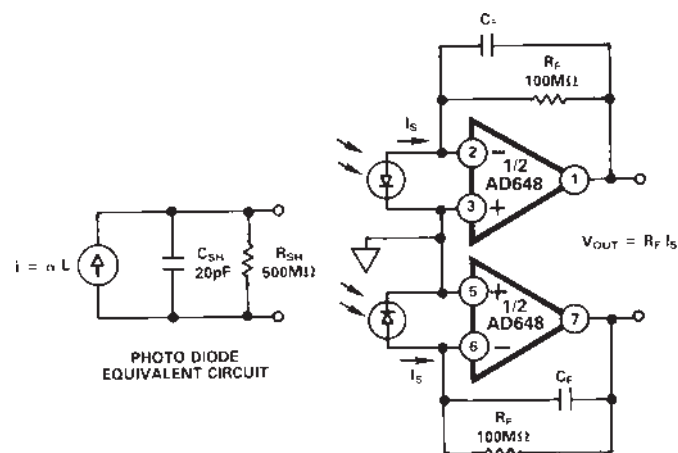 i = n L
CSH
20pF
RSH
500MΩ
PHOTO DIODE
EQUIVALENT CIRCUIT
CF
RF
100MΩ
IS
2
−
1/2
AD648
1
3
+
VOUT = RF IS
5
+
1/2
AD648
7
6
−
IS
CF
RF
100MΩ